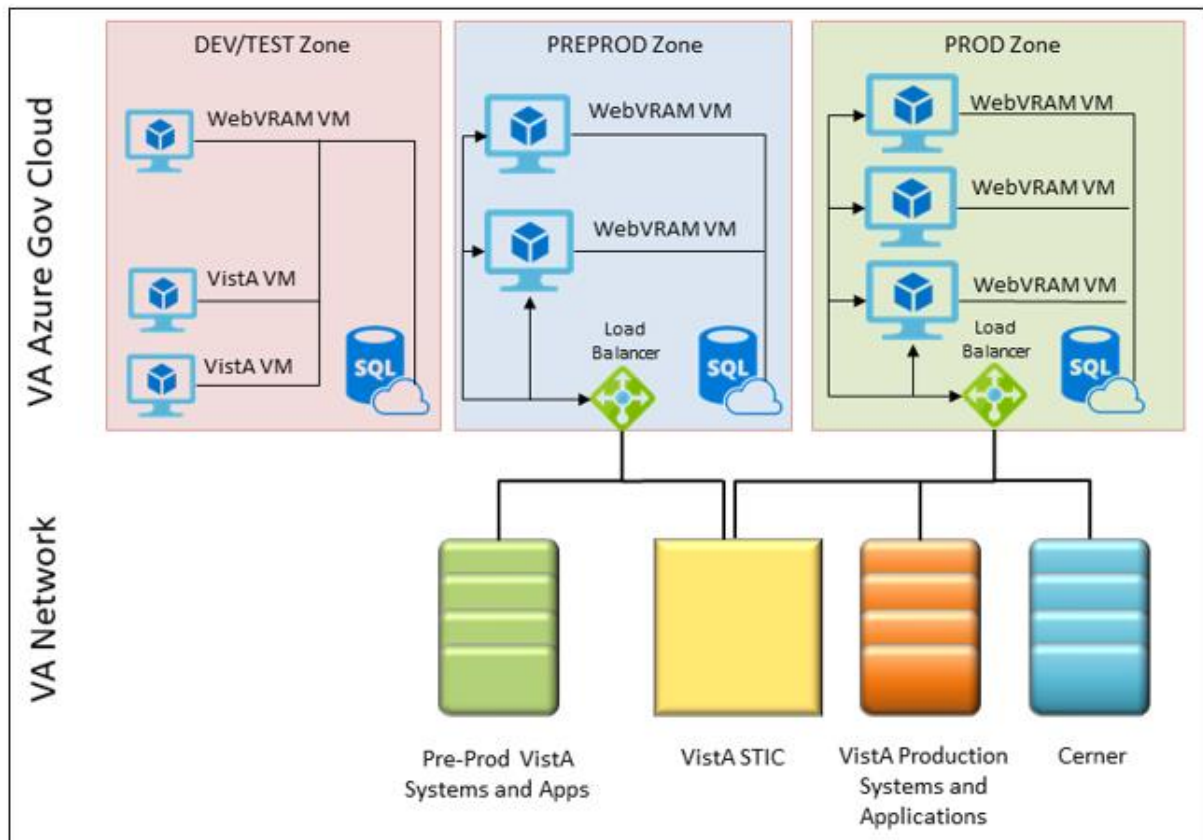 VA Azure Gov Cloud
DEV/TEST Zone
WebVRAM VM
VistA VM
VistA VM
SQL
PREPROD Zone
WebVRAM VM
WebVRAM VM
Load
Balancer
SQL
PROD Zone
WebVRAM VM
WebVRAM VM
WebVRAM VM
Load
Balancer
SQL
VA Network
Pre-Prod VistA
Systems and Apps
VistA STIC
VistA Production
Systems and
Applications
Cerner